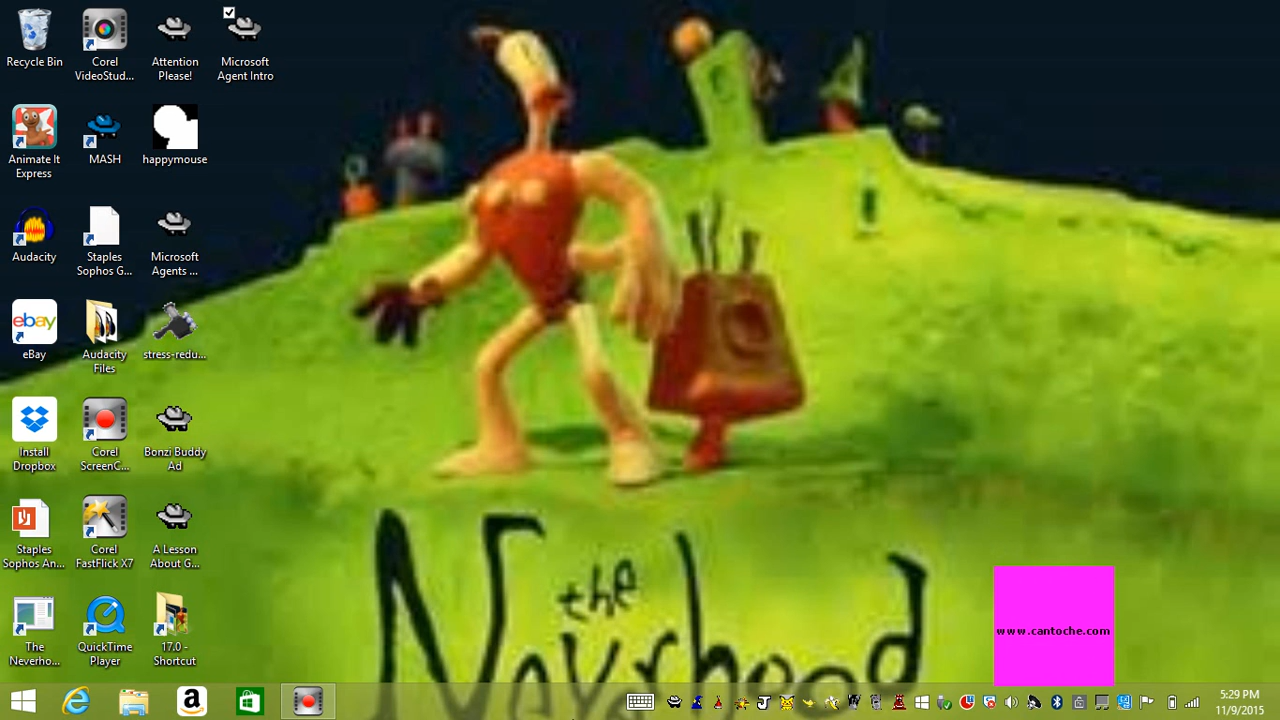 Recycle Bin
Corel
VideoStud...
Attention
Please!
Microsoft
Agent Intro
Animate It
Express
MASH
happymouse
Audacity
Staples
Sophos G...
Microsoft
Agents ...
ebay
eBay
Audacity
Files
stress-redu...
Install
Dropbox
Corel
ScreenC...
Bonzi Buddy
Ad
Staples
Sophos An...
Corel
FastFlick X7
A Lesson
About G...
The
Neverho...
QuickTime
Player
17.0 -
Shortcut
the
Neverhood
www.cantoche.com
5:29 PM
11/9/2015